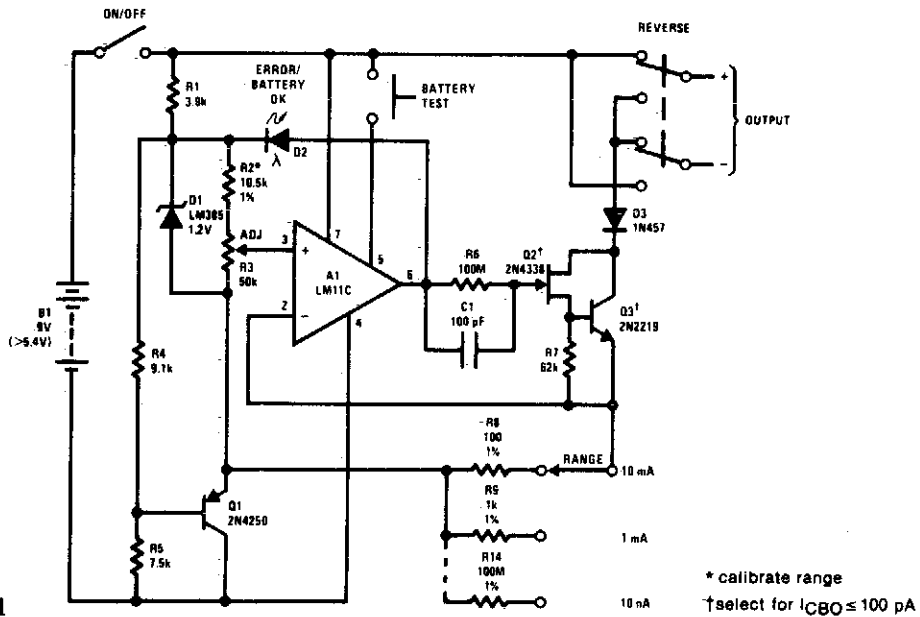 ON/OFF
REVERSE
R1
3.9k
ERROR/
BATTERY
OK
λ
D2
BATTERY
TEST
+
OUTPUT
−
R2*
10.5k
1%
D1
LM385
1.2V
ADJ
R3
50k
3
+
7
A1
LM11C
5
6
2
−
4
R6
100M
C1
100 pF
Q2†
2N4338
D3
1N457
Q3†
2N2219
R7
62k
B1
9V
(>5.4V)
R4
9.1k
R8
100
1%
RANGE
10 mA
Q1
2N4250
R9
1k
1%
1 mA
R5
7.5k
R14
100M
1%
10 nA
* calibrate range
†select for ICBO ≤ 100 pA
1